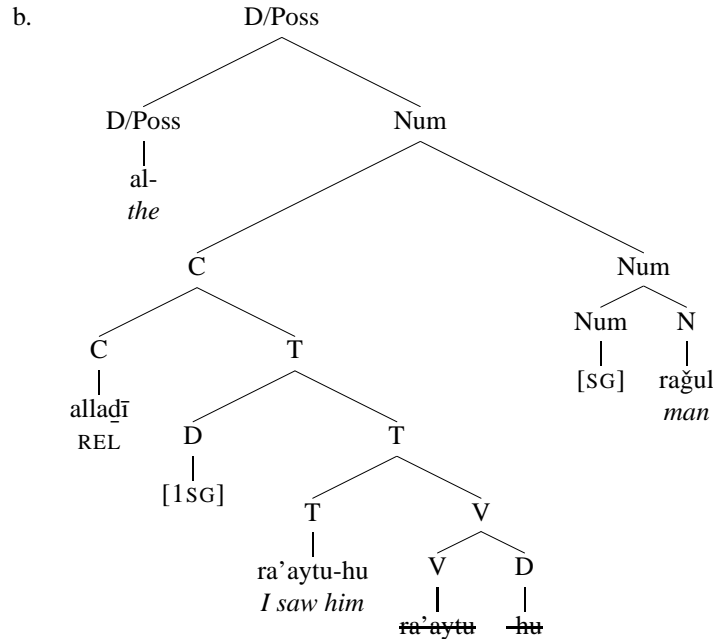 b. D/Poss
D/Poss Num
al-
the
C Num
Num N
C T [SG] rağul
man
alladī
REL D T
[1SG]
T V
ra’aytu-hu V D
I saw him
ra’aytu -hu